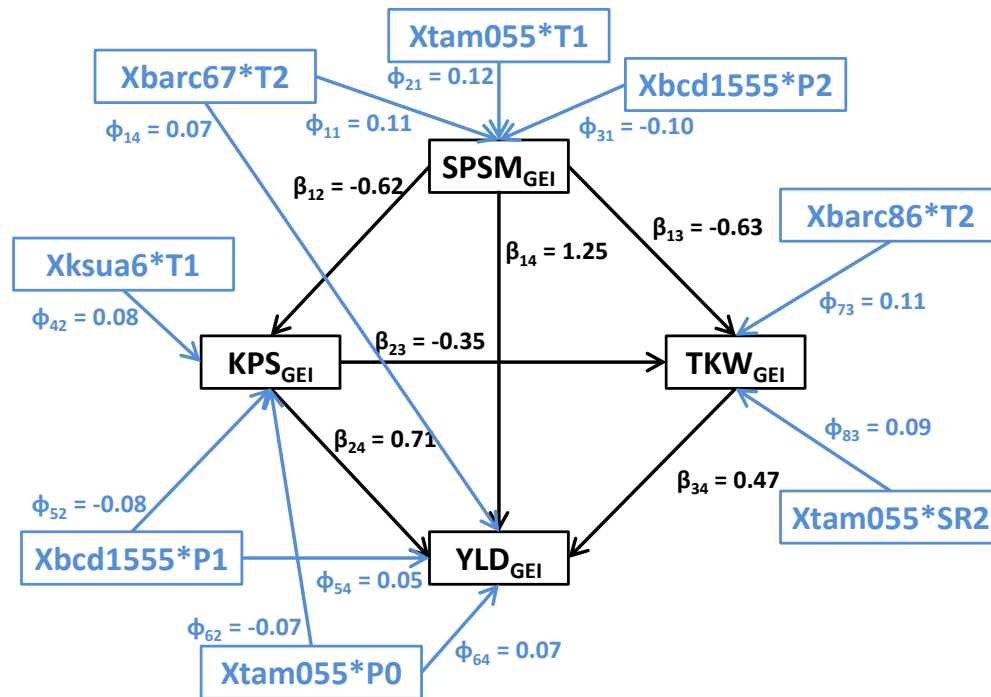 Xtam055*T1
Xbarc67*T2
Xbcd1555*P2
ϕ21 = 0.12
ϕ14 = 0.07
ϕ11 = 0.11
ϕ31 = -0.10
SPSMGEI
β12 = -0.62
β13 = -0.63
Xbarc86*T2
β14 = 1.25
Xksua6*T1
ϕ42 = 0.08
ϕ73 = 0.11
β23 = -0.35
KPSGEI
TKWGEI
β24 = 0.71
ϕ83 = 0.09
β34 = 0.47
ϕ52 = -0.08
Xtam055*SR2
Xbcd1555*P1
YLDGEI
ϕ54 = 0.05
ϕ62 = -0.07
ϕ64 = 0.07
Xtam055*P0